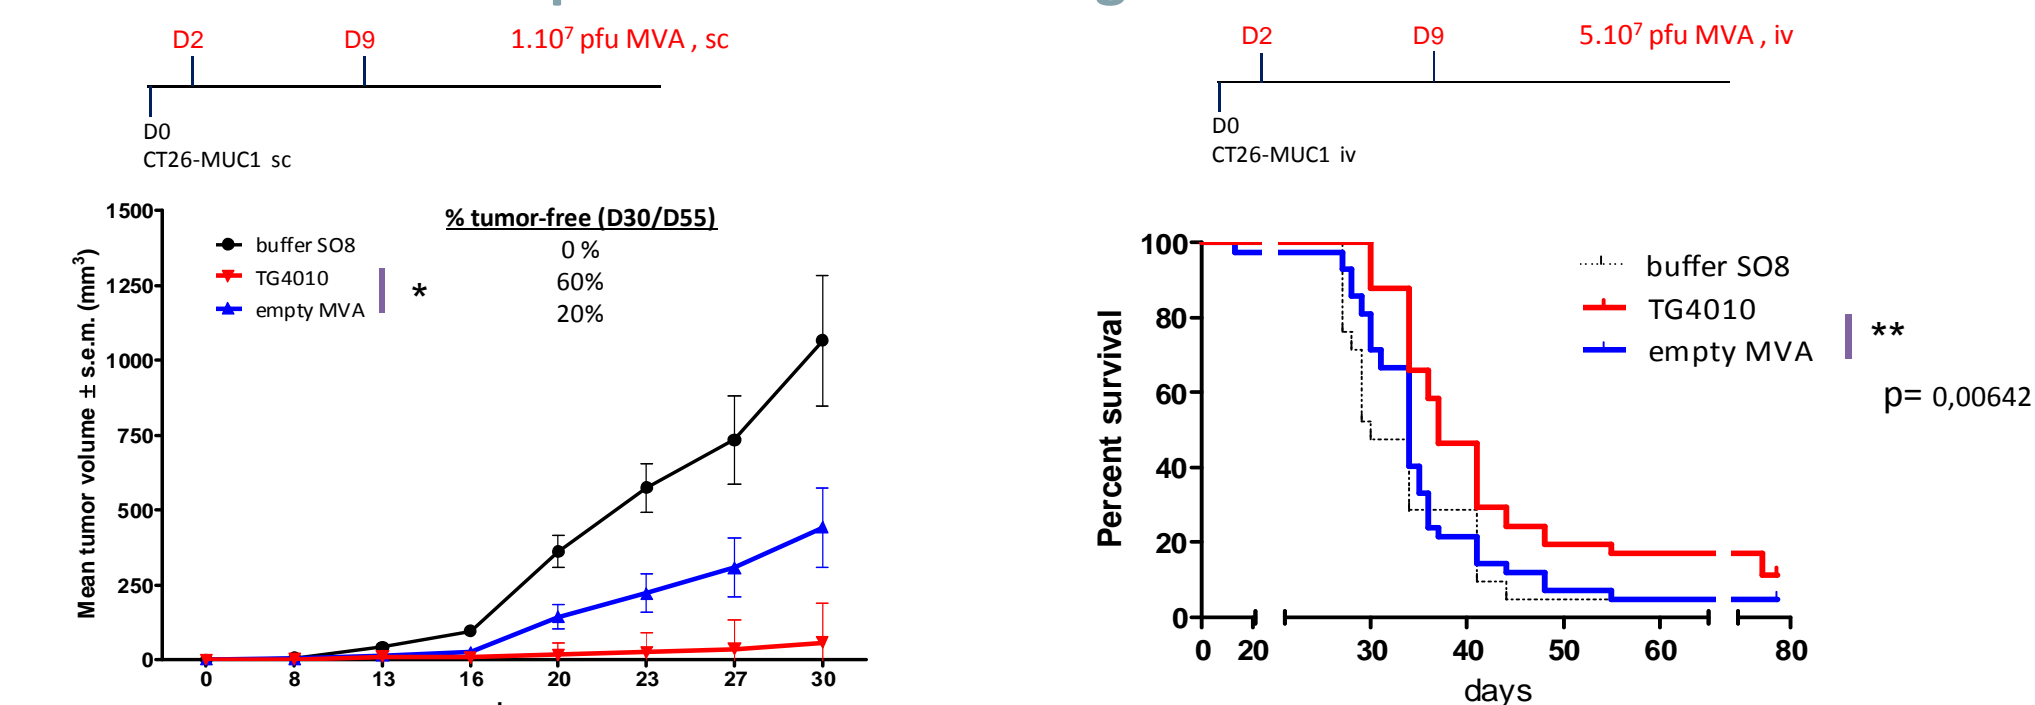 D2 D9 1.10⁷ pfu MVA , sc
D0
CT26-MUC1 sc
% tumor-free (D30/D55)
buffer SO8 0 %
TG4010 60%
empty MVA 20%
*
Mean tumor volume ± s.e.m. (mm³)
1500
1250
1000
750
500
250
0
0 8 13 16 20 23 27 30
D2 D9 5.10⁷ pfu MVA , iv
D0
CT26-MUC1 iv
buffer SO8
TG4010
empty MVA
**
p= 0,00642
Percent survival
100
80
60
40
20
0
0 20 30 40 50 60 80
days